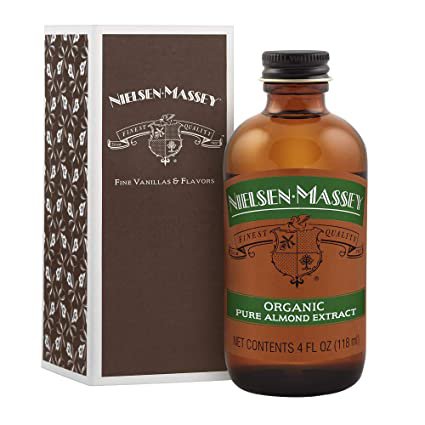 NIELSEN-MASSEY
FINEST QUALITY
®
FINE VANILLAS & FLAVORS
NIELSEN-MASSEY
FINEST QUALITY
®
ORGANIC
PURE ALMOND EXTRACT
NET CONTENTS 4 FL OZ (118 ml)